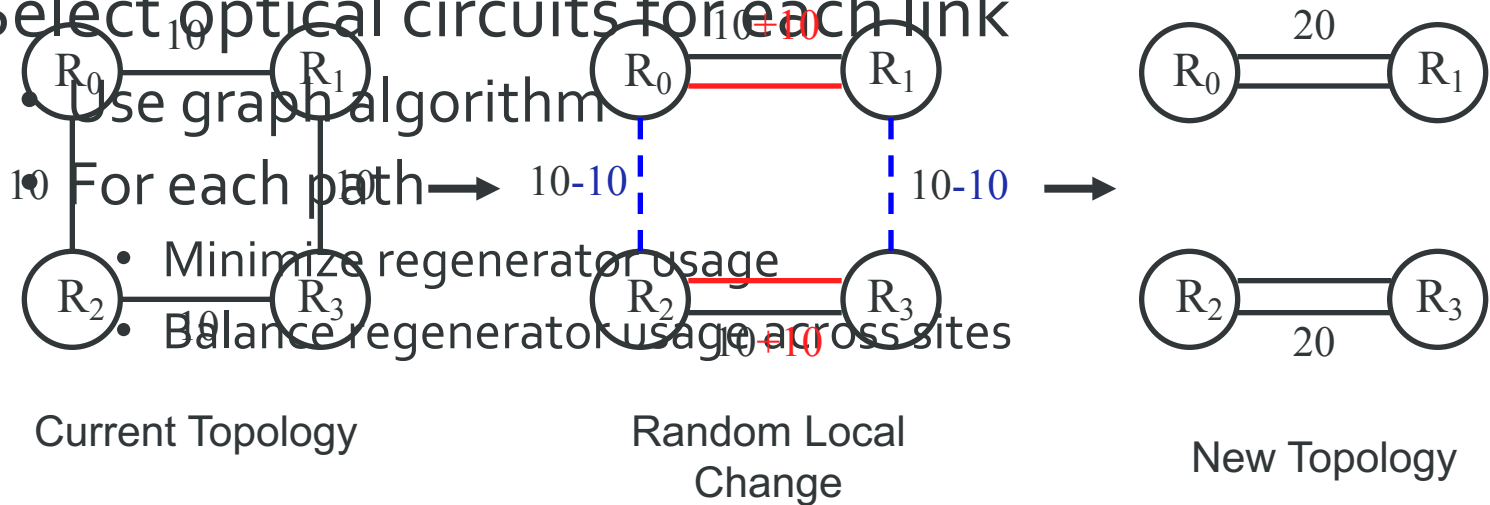 Select optical circuits for each link
• Use graph algorithm
• For each path
• Minimize regenerator usage
• Balance regenerator usage across sites
10
R0 R1
10 10
R2 R3
10
Current Topology
10+10
R0 R1
10-10 10-10
R2 R3
10+10
Random Local
Change
20
R0 R1
R2 R3
20
New Topology